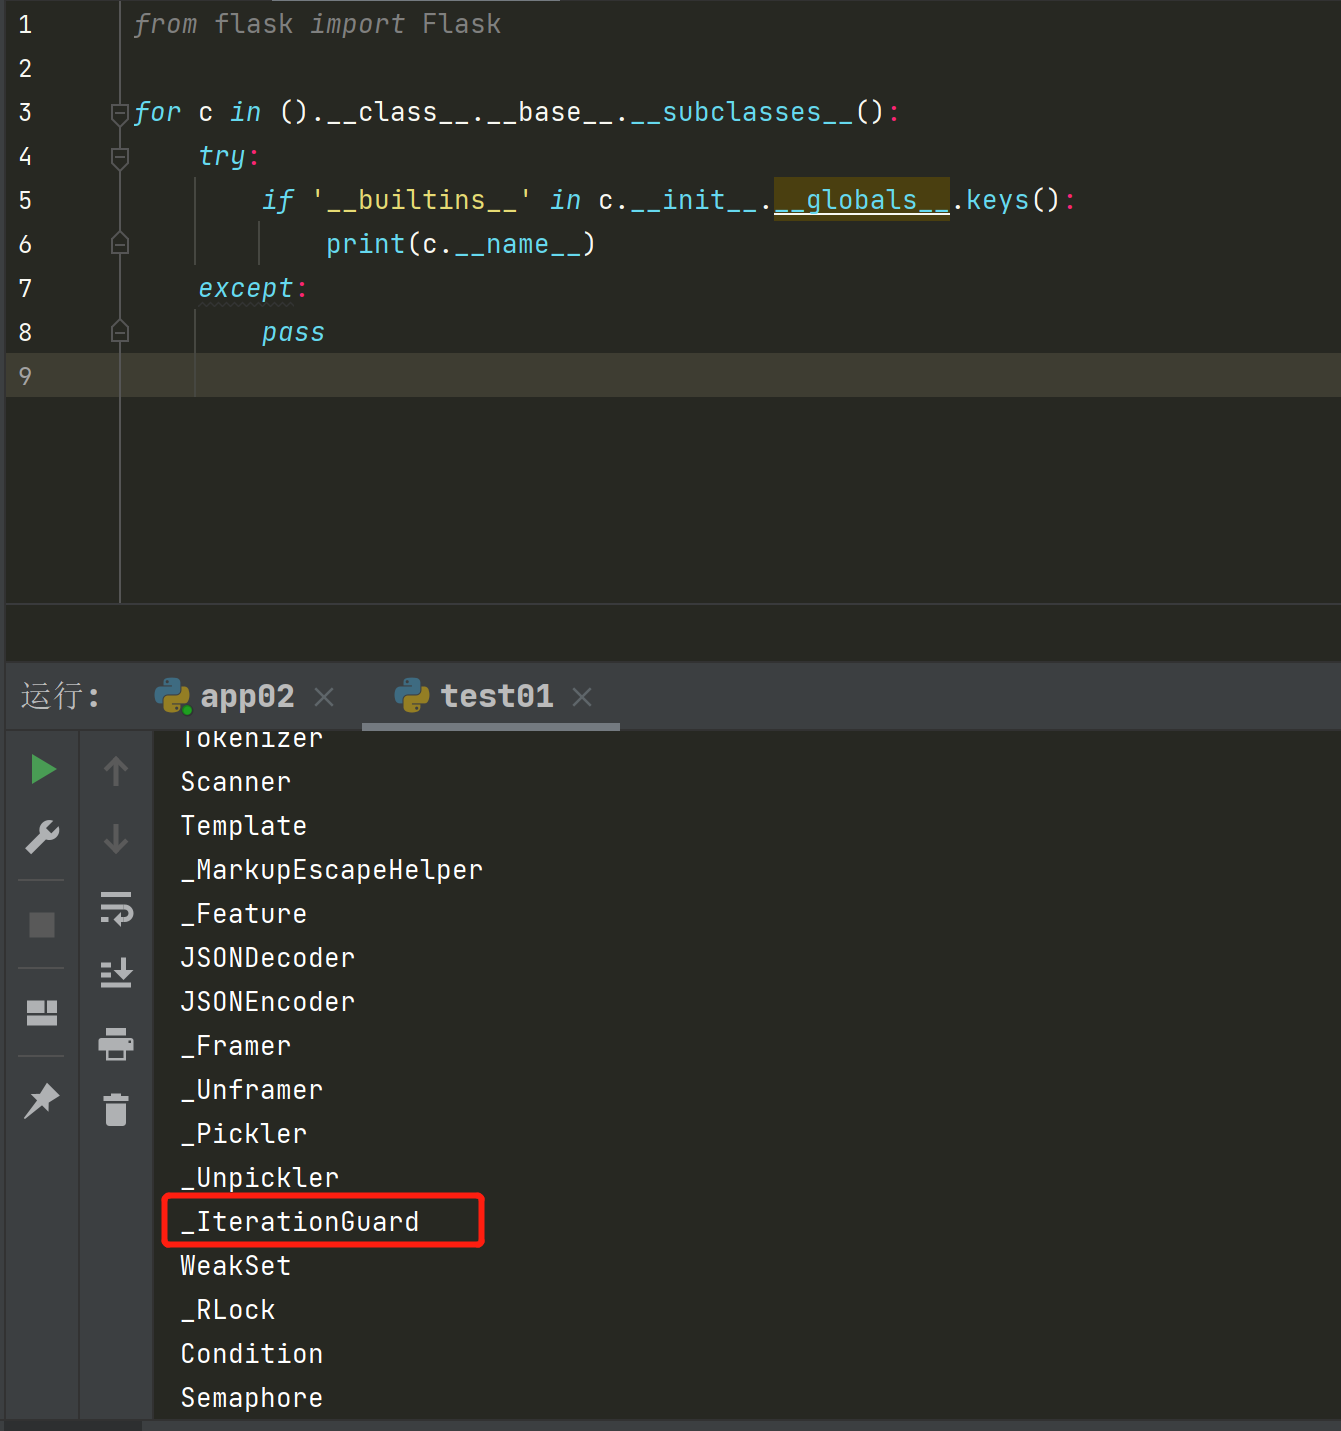 1 from flask import Flask
2
3 for c in ().__class__.__base__.__subclasses__():
4 try:
5 if '__builtins__' in c.__init__.__globals__.keys():
6 print(c.__name__)
7 except:
8 pass
9
运行: app02 test01
Tokenizer
Scanner
Template
_MarkupEscapeHelper
_Feature
JSONDecoder
JSONEncoder
_Framer
_Unframer
_Pickler
_Unpickler
_IterationGuard
WeakSet
_RLock
Condition
Semaphore